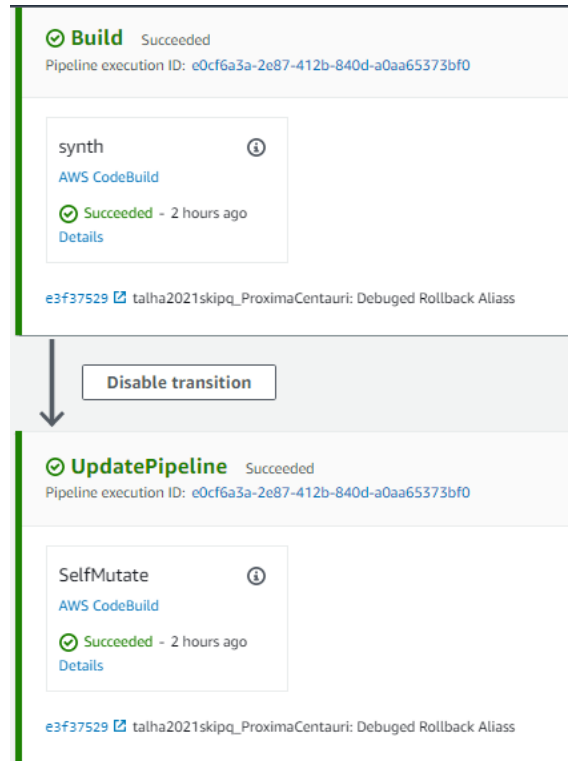 Build Succeeded
Pipeline execution ID: e0cf6a3a-2e87-412b-840d-a0aa65373bf0
synth
AWS CodeBuild
Succeeded - 2 hours ago
Details
e3f37529 talha2021skipq_ProximaCentauri: Debuged Rollback Aliass
Disable transition
UpdatePipeline Succeeded
Pipeline execution ID: e0cf6a3a-2e87-412b-840d-a0aa65373bf0
SelfMutate
AWS CodeBuild
Succeeded - 2 hours ago
Details
e3f37529 talha2021skipq_ProximaCentauri: Debuged Rollback Aliass